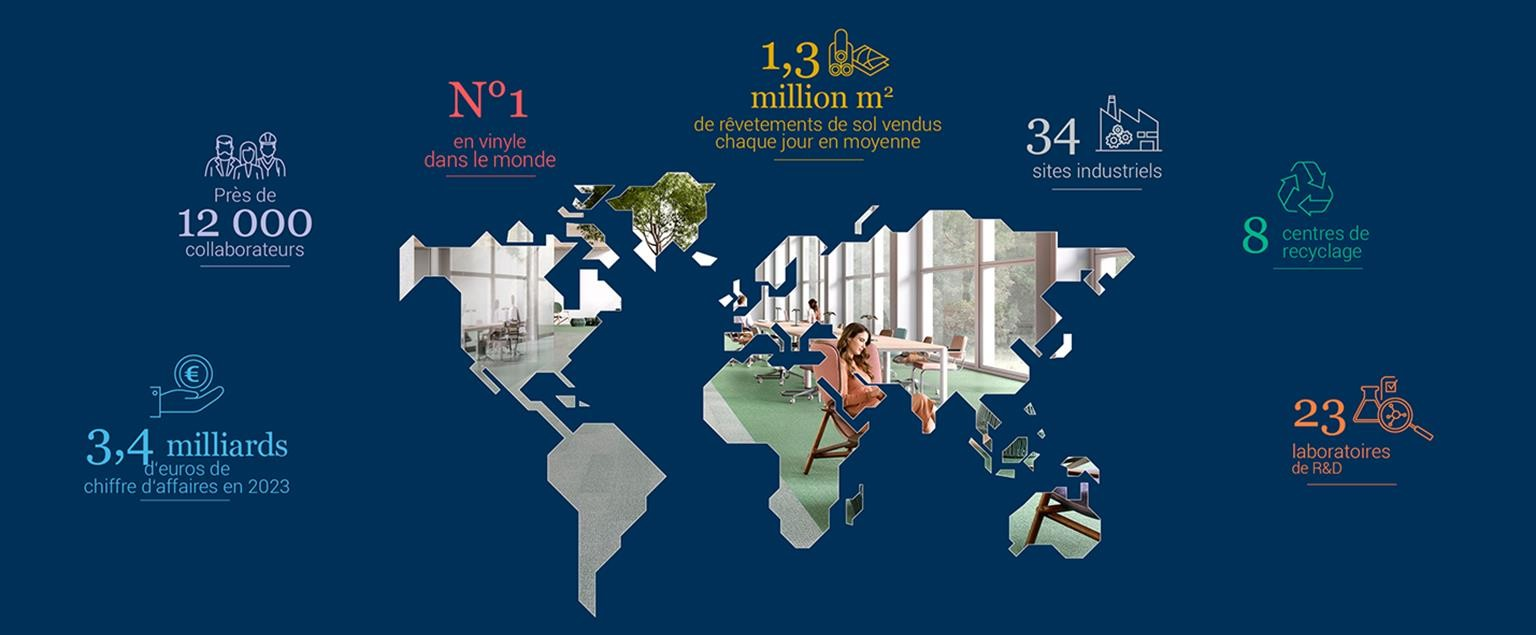 3,4 milliards
d'euros de
chiffre d'affaires en 2023
Près de
12 000
collaborateurs
N°1
en vinyle
dans le monde
1,3
million m²
de rêvetements de sol vendus
chaque jour en moyenne
34
sites industriels
8 centres de
recyclage
23
laboratoires
de R&D